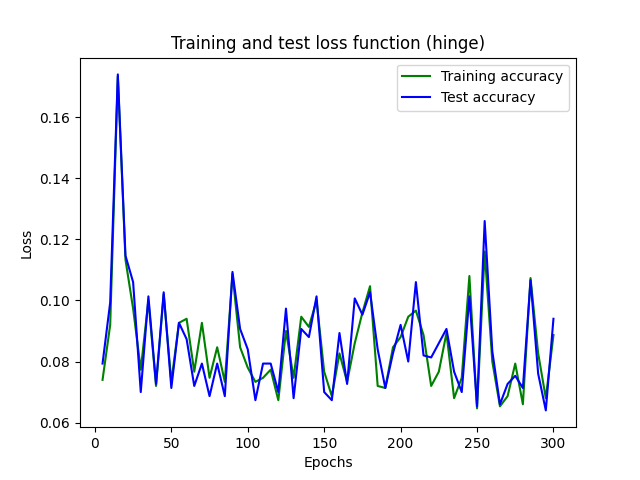 Training and test loss function (hinge)
Training accuracy
Test accuracy
0.16
0.14
0.12
0.10
0.08
0.06
Loss
0
50
100
150
200
250
300
Epochs